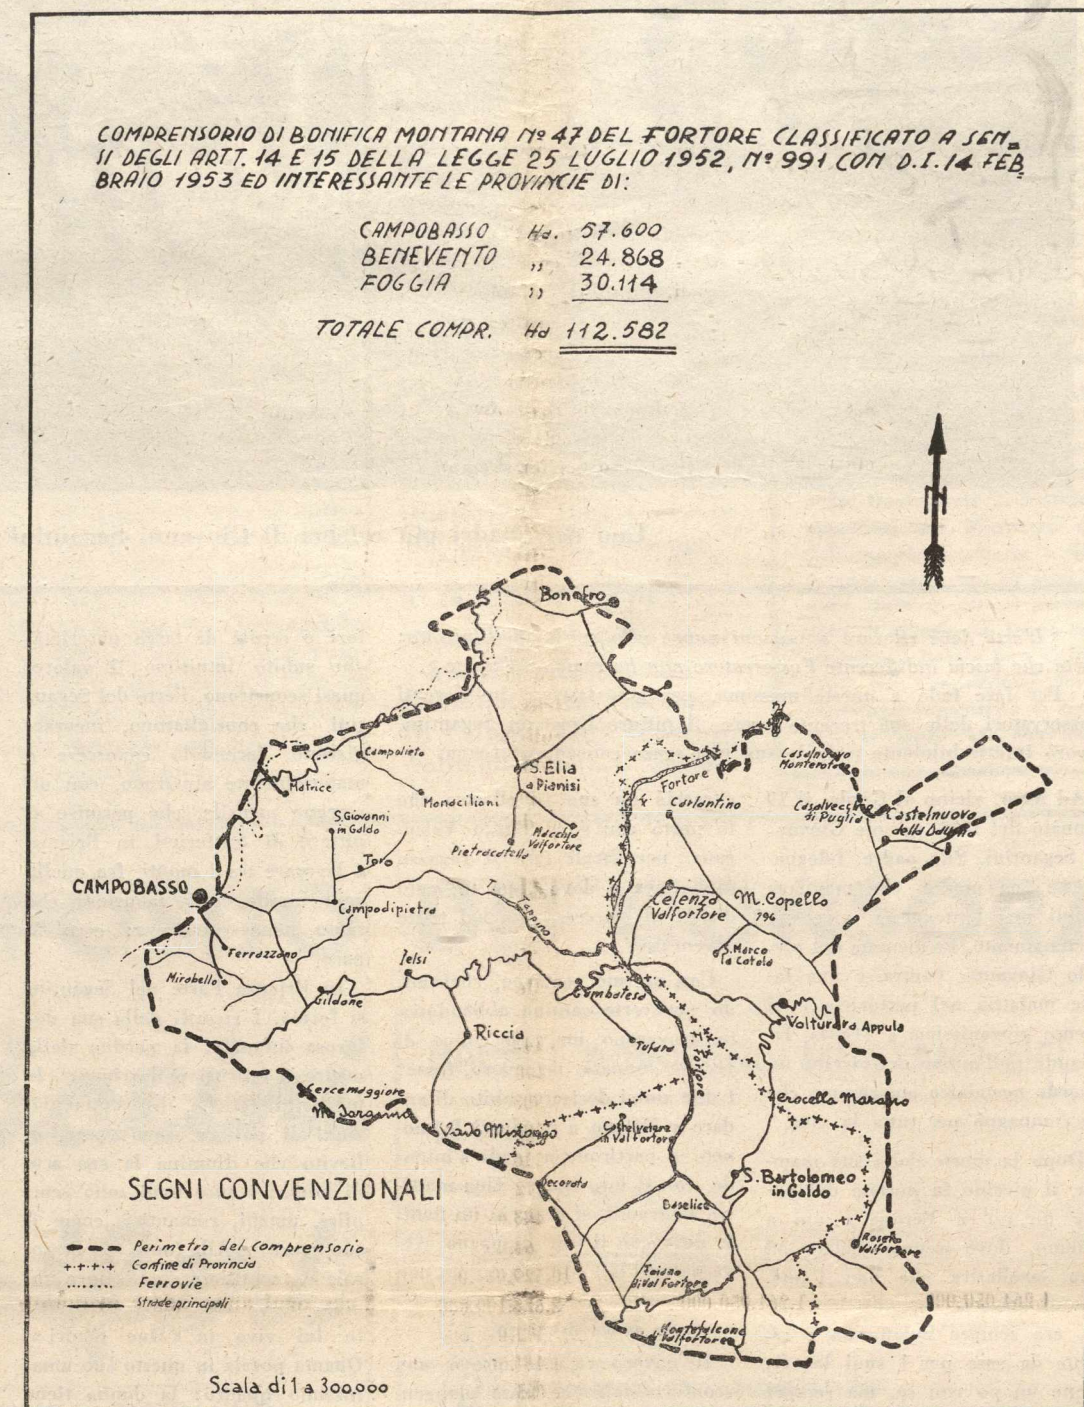 COMPRENSORIO DI BONIFICA MONTANA Nº 47 DEL FORTORE CLASSIFICATO A SEN=
SI DEGLI ARTT. 14 E 15 DELLA LEGGE 25 LUGLIO 1952, Nº 991 CON D.I. 14 FEB
BRAIO 1953 ED INTERESSANTE LE PROVINCIE DI:
CAMPOBASSO Ha. 57.600
BENEVENTO ,, 24.868
FOGGIA ,, 30.114
TOTALE COMPR. Ha 112.582
N
Bonefro
Campolieto
Matrice
Monacilioni
S. Elia
a Pianisi
Fortore
Casalnuovo
Monterotaro
Carlantino
Casalvecchio
di Puglia
Castelnuovo
della Daunia
S. Giovanni
in Galdo
Toro
Pietracatella
Macchia
Valfortore
CAMPOBASSO
Campodipietra
T. Tappino
Celenza
Valfortore
M. Copello
796
S. Marco
la Catola
Ferrazzano
Mirabello
Jelsi
Gildone
Gambatesa
Volturara Appula
Riccia
Tufara
F. Fortore
Cercemaggiore
M. Saraima
Vado Mistongo
Castelvetere
in Valfortore
Crocella Marano
Decorata
S. Bartolomeo
in Galdo
Baselice
Roseto
Valfortore
Foiano
di Val Fortore
Montefalcone
Valfortore
SEGNI CONVENZIONALI
Perimetro del comprensorio
Confine di Provincia
Ferrovie
Strade principali
Scala di 1 a 300.000